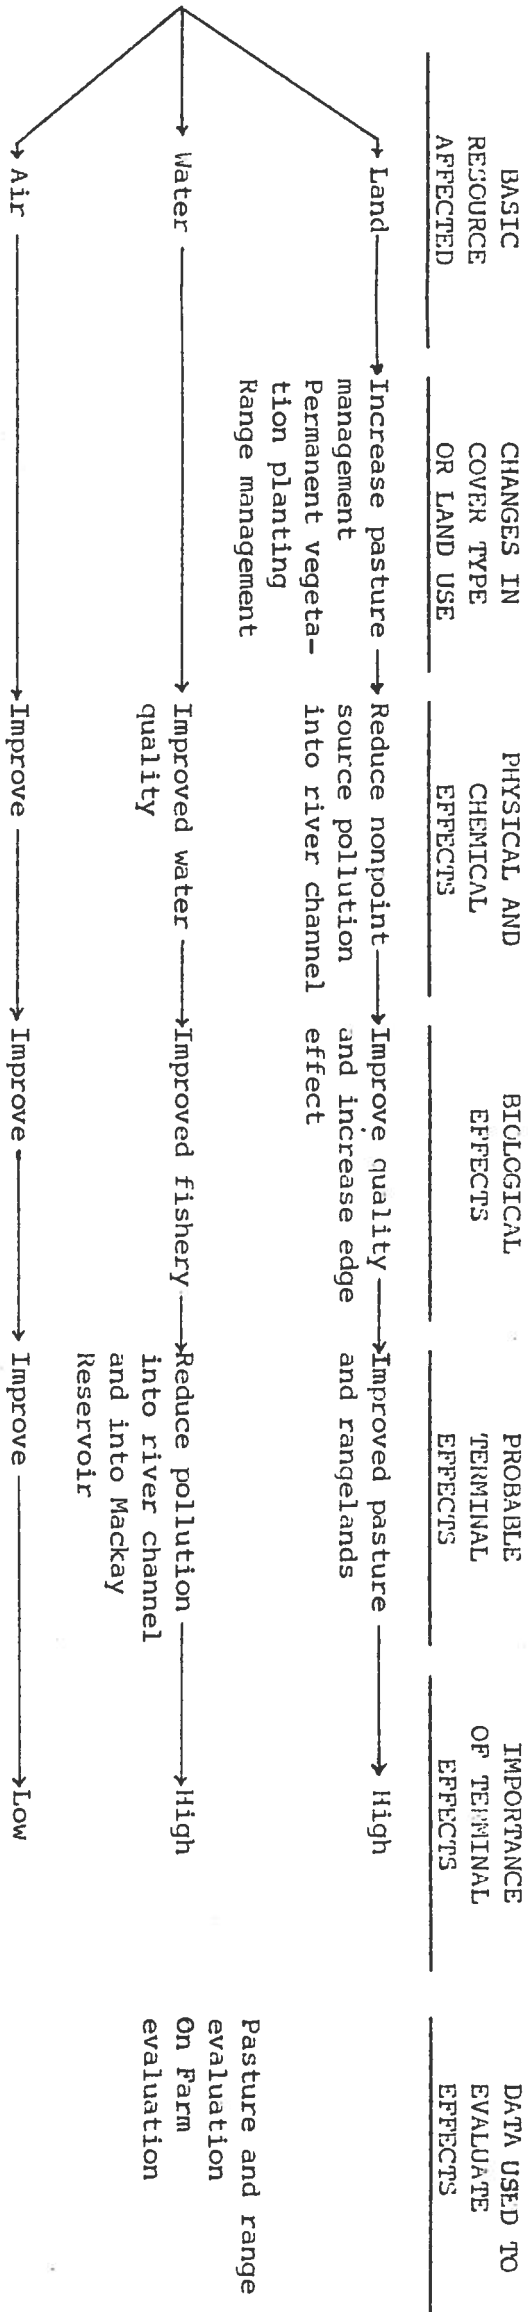 BASIC
RESOURCE
AFFECTED
CHANGES IN
COVER TYPE
OR LAND USE
PHYSICAL AND
CHEMICAL
EFFECTS
BIOLOGICAL
EFFECTS
PROBABLE
TERMINAL
EFFECTS
IMPORTANCE
OF TERMINAL
EFFECTS
DATA USED TO
EVALUATE
EFFECTS
Land
Increase pasture
management
Permanent vegeta-
tion planting
Range management
Reduce nonpoint
source pollution
into river channel
Improve quality
and increase edge
effect
Improved pasture
and rangelands
High
Water
Improved water
quality
Improved fishery
Reduce pollution
into river channel
and into Mackay
Reservoir
High
Pasture and range
evaluation
On Farm
evaluation
Air
Improve
Improve
Improve
Low